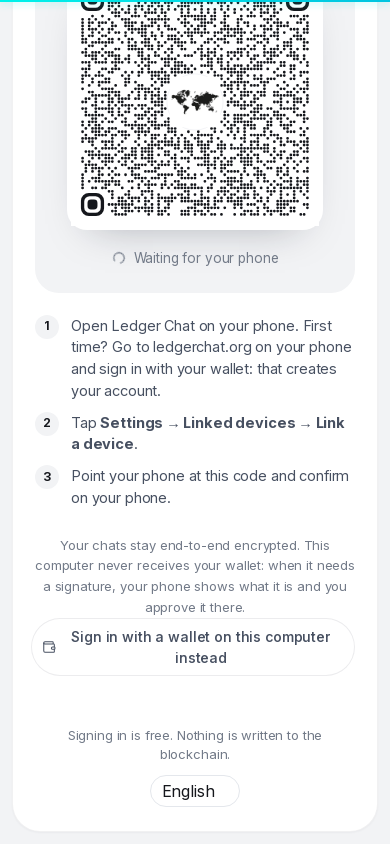 Waiting for your phone
1 Open Ledger Chat on your phone. First
time? Go to ledgerchat.org on your phone
and sign in with your wallet: that creates
your account.
2 Tap Settings → Linked devices → Link
a device.
3 Point your phone at this code and confirm
on your phone.
Your chats stay end-to-end encrypted. This
computer never receives your wallet: when it needs
a signature, your phone shows what it is and you
approve it there.
Sign in with a wallet on this computer
instead
Signing in is free. Nothing is written to the
blockchain.
English